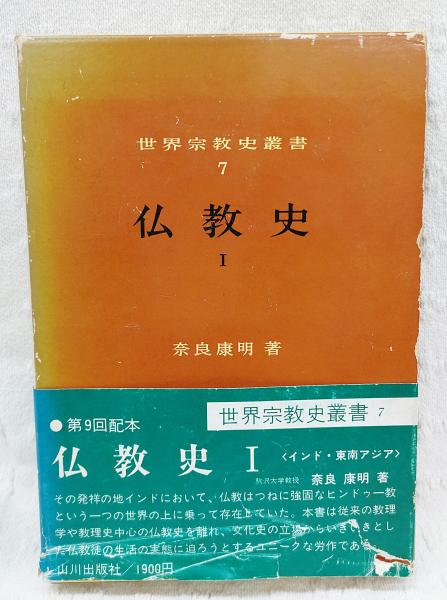 世界宗教史叢書
7
仏教史
I
奈良康明 著
世界宗教史叢書 7
●第9回配本
仏教史 I 〈インド・東南アジア〉
駒沢大学教授 奈良 康明 著
その発祥の地インドにおいて、仏教はつねに強固なヒンドゥー教
という一つの世界の上に乗って存在していた。本書は従来の教理
学や教理史中心の仏教史を離れ、文化史の立場からいきいきとし
た仏教徒の生活の実態に迫ろうとするユニークな労作である。
山川出版社/1900円